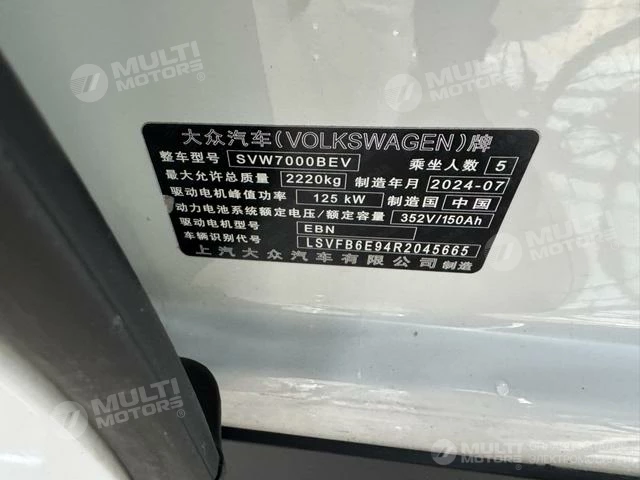 MULTI
MOTORS®
MULTI
MOTORS®
大众汽车(VOLKSWAGEN)牌
整车型号 SVW7000BEV 乘坐人数 5
最大允许总质量 2220kg 制造年月 2024-07
驱动电机峰值功率 125 kW 制造国 中国
动力电池系统额定电压/额定容量 352V/150Ah
驱动电机型号 EBN
车辆识别代号 LSVFB6E94R2045665
上汽大众汽车有限公司 制造
MULTI
MOTORS®
MULTI
MOTORS